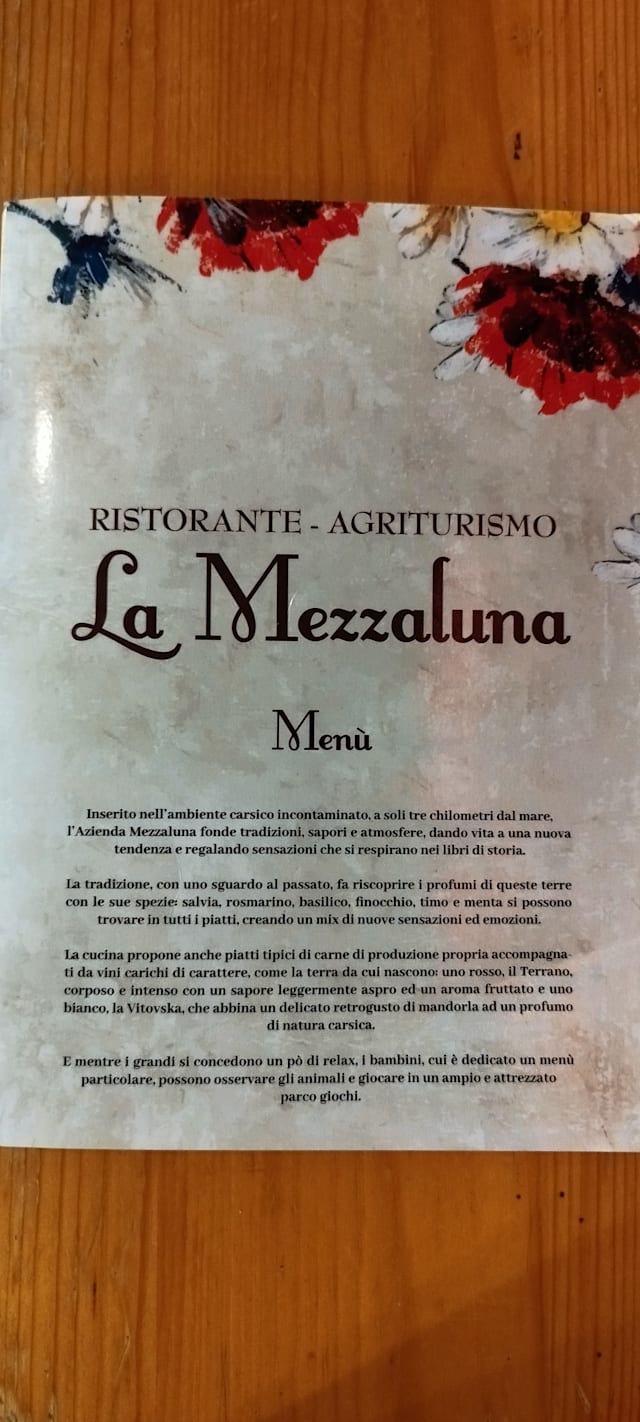 RISTORANTE - AGRITURISMO
La Mezzaluna
Menù
Inserito nell'ambiente carsico incontaminato, a soli tre chilometri dal mare,
l'Azienda Mezzaluna fonde tradizioni, sapori e atmosfere, dando vita a una nuova
tendenza e regalando sensazioni che si respirano nei libri di storia.
La tradizione, con uno sguardo al passato, fa riscoprire i profumi di queste terre
con le sue spezie: salvia, rosmarino, basilico, finocchio, timo e menta si possono
trovare in tutti i piatti, creando un mix di nuove sensazioni ed emozioni.
La cucina propone anche piatti tipici di carne di produzione propria accompagna-
ti da vini carichi di carattere, come la terra da cui nascono: uno rosso, il Terrano,
corposo e intenso con un sapore leggermente aspro ed un aroma fruttato e uno
bianco, la Vitovska, che abbina un delicato retrogusto di mandorla ad un profumo
di natura carsica.
E mentre i grandi si concedono un pò di relax, i bambini, cui è dedicato un menù
particolare, possono osservare gli animali e giocare in un ampio e attrezzato
parco giochi.